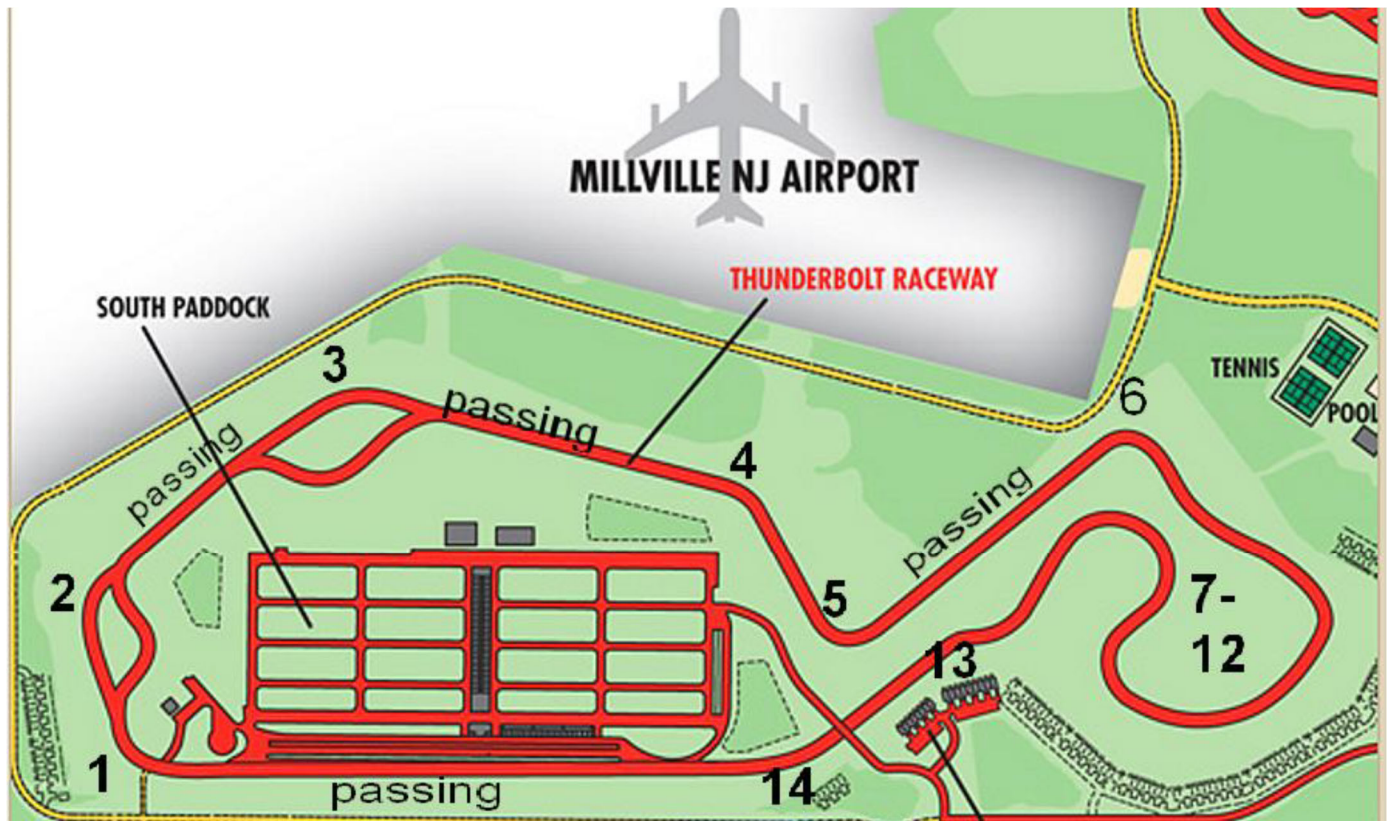 MILLVILLE NJ AIRPORT
THUNDERBOLT RACEWAY
SOUTH PADDOCK
3
6
TENNIS
POOL
passing
passing
4
passing
2
5
7-
12
13
1
passing
14